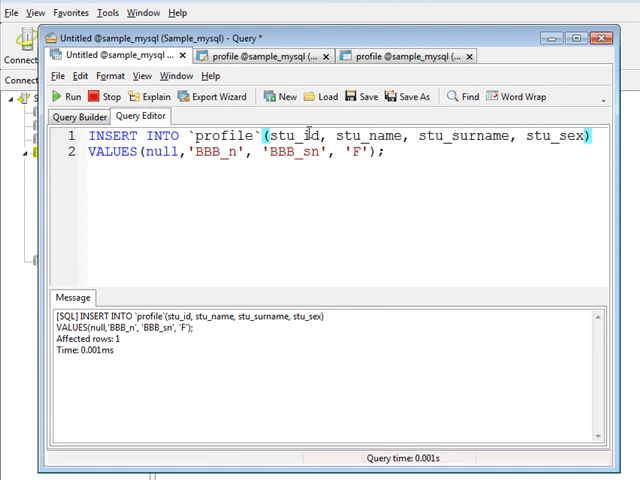 File View Favorites Tools Window Help
Untitled @sample_mysql (Sample_mysql) - Query *
Connect
Untitled @sample_mysql ... profile @sample_mysql (... profile @sample_mysql (...
File Edit Format View Window Help
Connec
Run Stop Explain Export Wizard New Load Save Save As Find Word Wrap
Query Builder Query Editor
1 INSERT INTO `profile`(stu_id, stu_name, stu_surname, stu_sex)
2 VALUES(null,'BBB_n', 'BBB_sn', 'F');
Message
[SQL] INSERT INTO `profile`(stu_id, stu_name, stu_surname, stu_sex)
VALUES(null,'BBB_n', 'BBB_sn', 'F');
Affected rows: 1
Time: 0.001ms
Query time: 0.001s